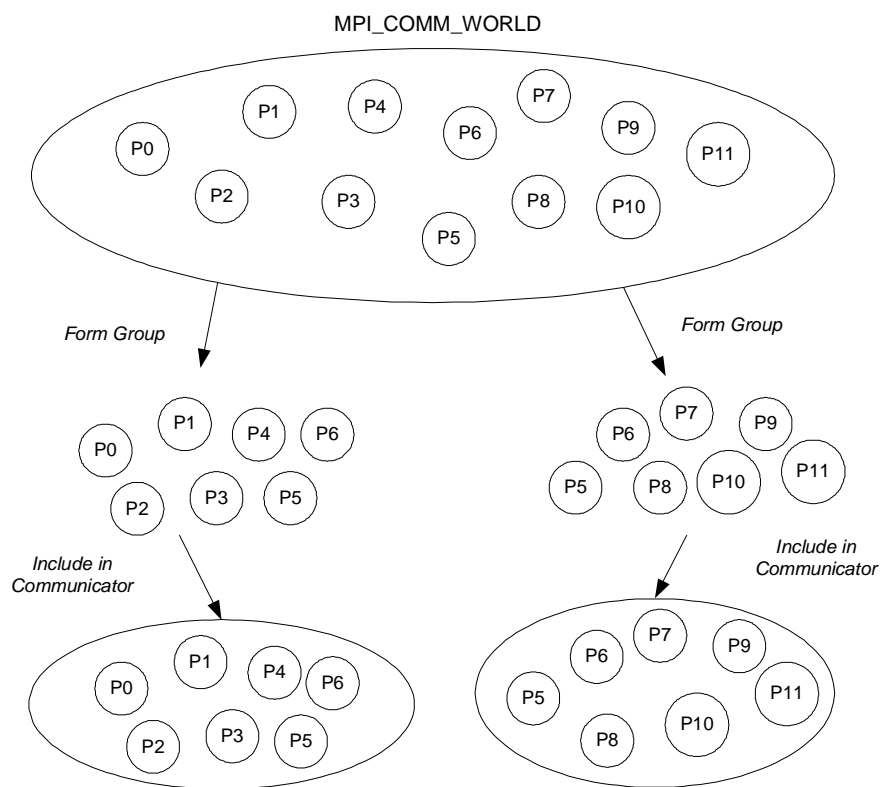 MPI_COMM_WORLD
P0
P1
P4
P6
P7
P9
P11
P2
P3
P5
P8
P10
Form Group
Form Group
P0
P1
P4
P6
P2
P3
P5
P6
P7
P9
P5
P8
P10
P11
Include in
Communicator
Include in
Communicator
P0
P1
P4
P6
P2
P3
P5
P5
P6
P7
P9
P8
P10
P11